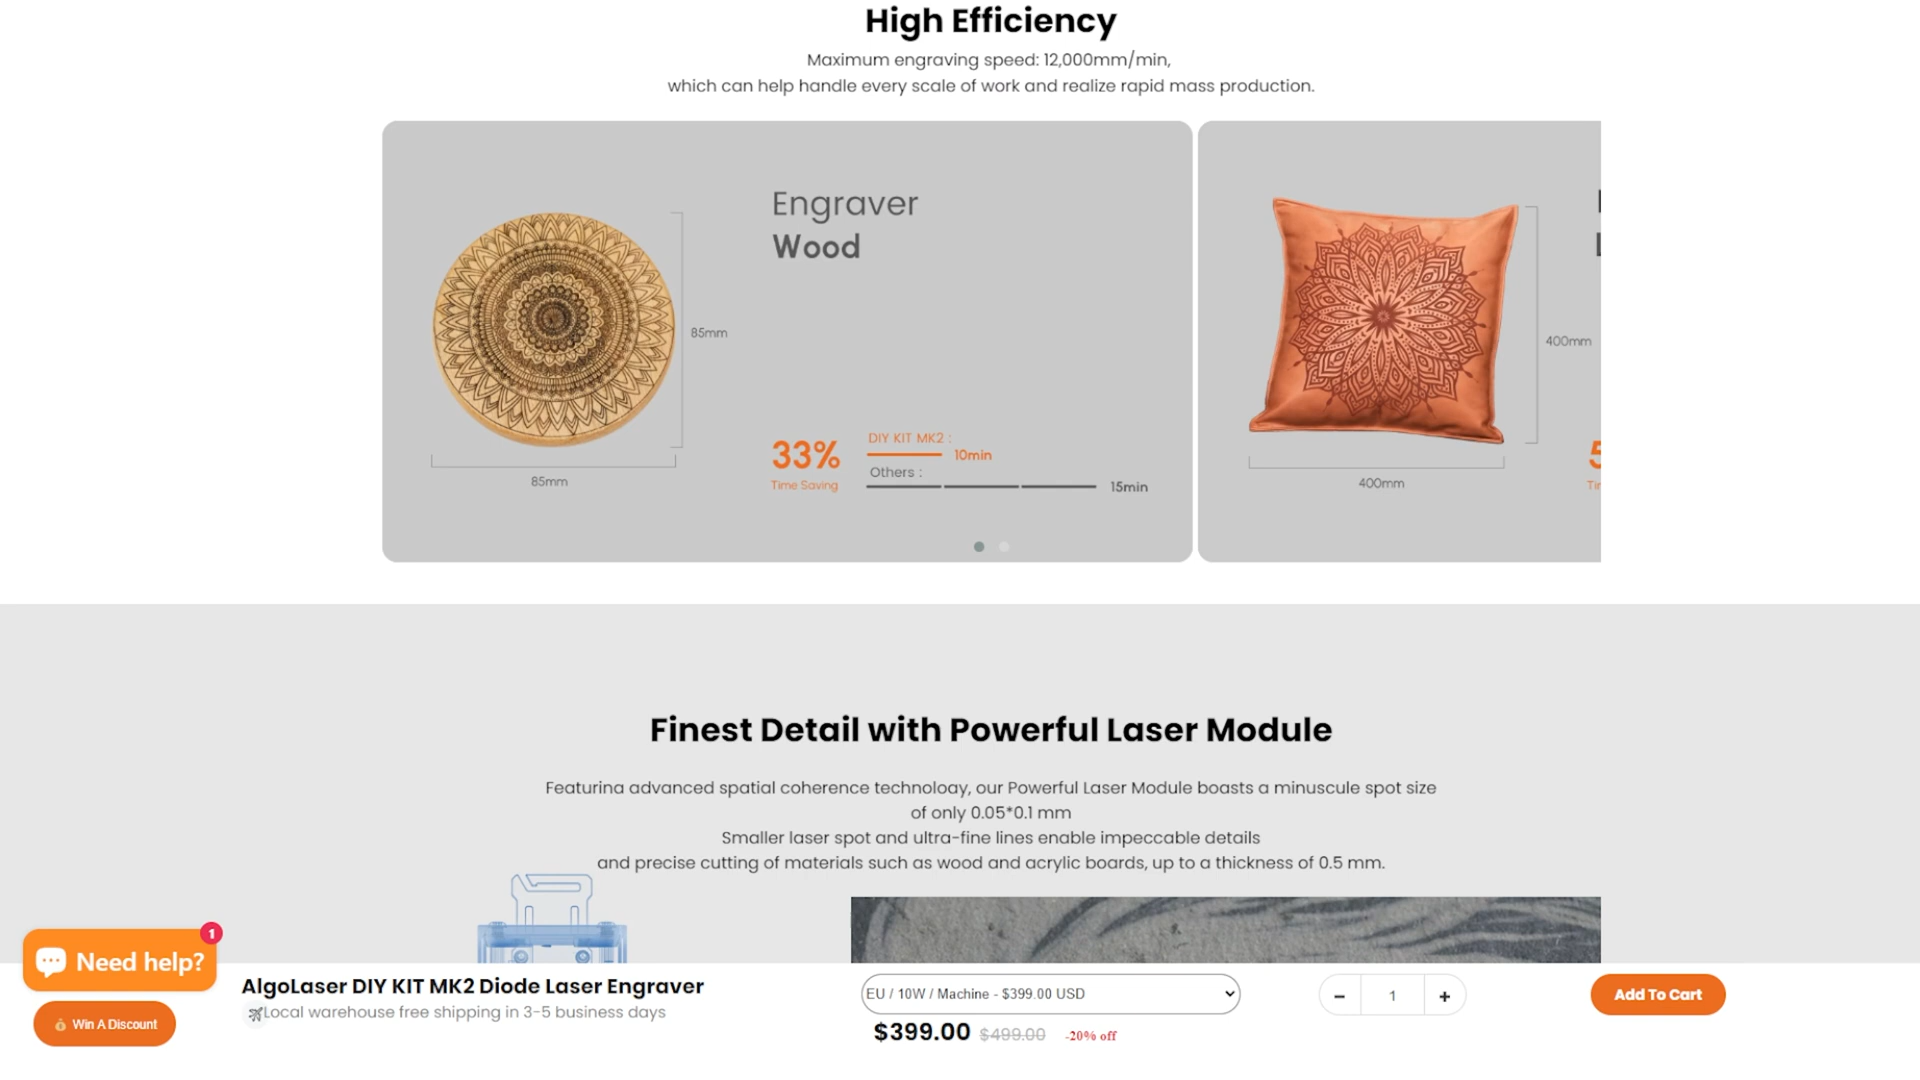 High Efficiency
Maximum engraving speed: 12,000mm/min,
which can help handle every scale of work and realize rapid mass production.
Engraver
Wood
85mm
85mm
33%
Time Saving
DIY KIT MK2 :
10min
Others :
15min
400mm
400mm
Finest Detail with Powerful Laser Module
Featurina advanced spatial coherence technoloay, our Powerful Laser Module boasts a minuscule spot size
of only 0.05*0.1 mm
Smaller laser spot and ultra-fine lines enable impeccable details
and precise cutting of materials such as wood and acrylic boards, up to a thickness of 0.5 mm.
1
Need help?
Win A Discount
AlgoLaser DIY KIT MK2 Diode Laser Engraver
Local warehouse free shipping in 3-5 business days
EU / 10W / Machine - $399.00 USD
$399.00 $499.00 -20% off
− 1 +
Add To Cart